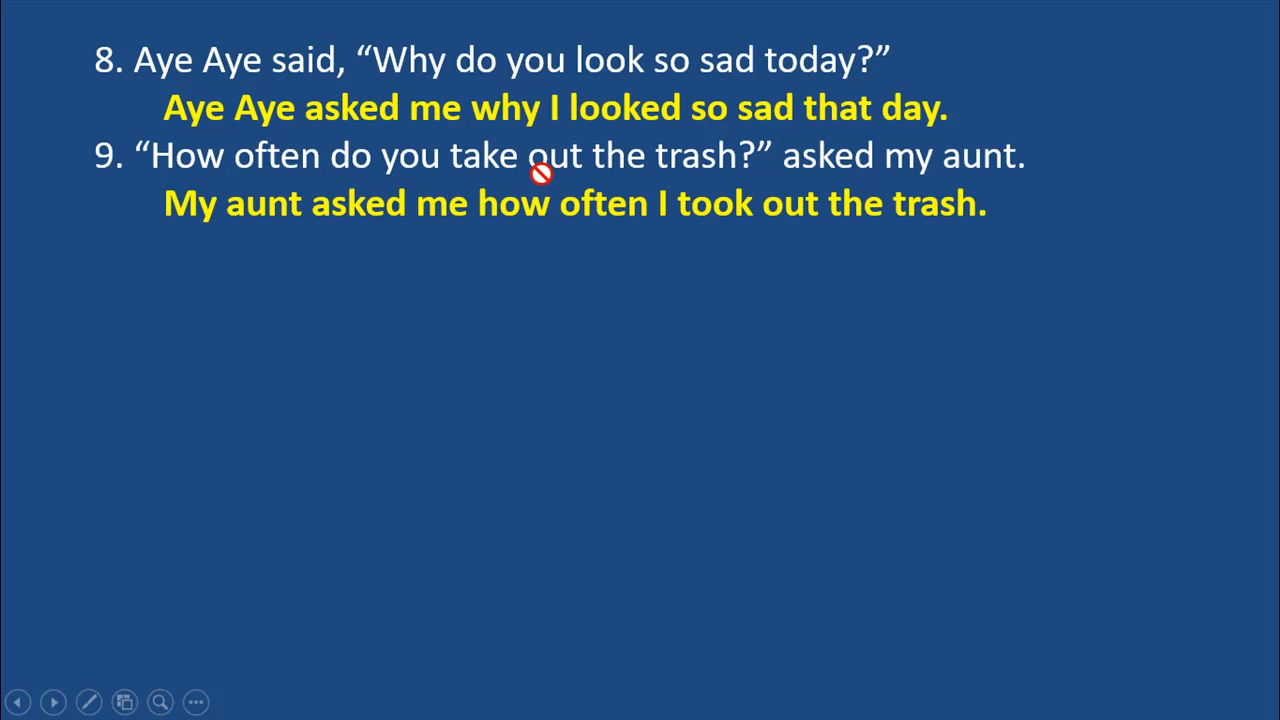 8. Aye Aye said, “Why do you look so sad today?”
Aye Aye asked me why I looked so sad that day.
9. “How often do you take out the trash?” asked my aunt.
My aunt asked me how often I took out the trash.